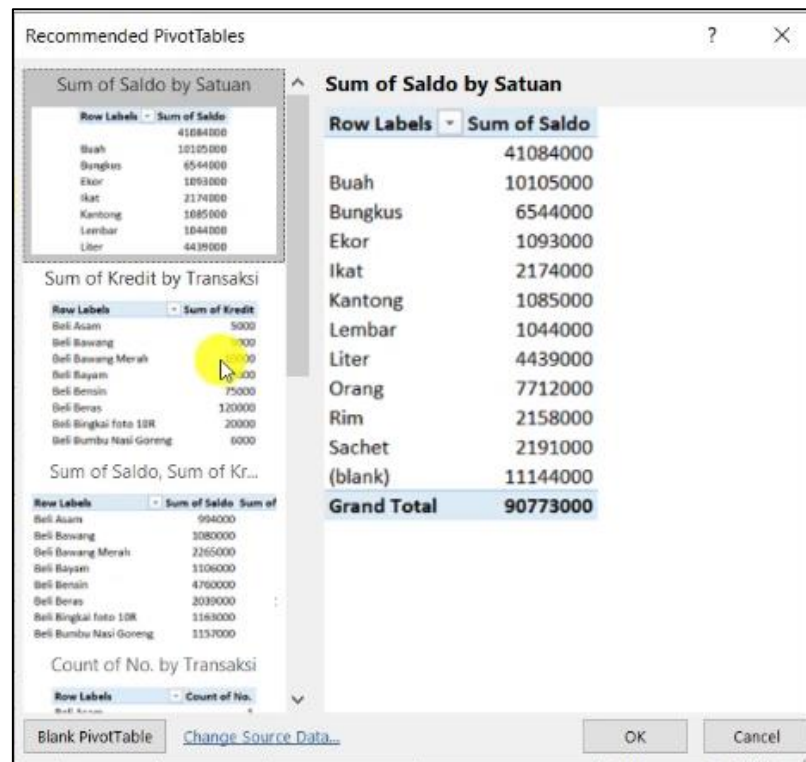 Recommended PivotTables ? ×
Sum of Saldo by Satuan
Row Labels Sum of Saldo
41084000
Buah 10105000
Bungkus 6544000
Ekor 1093000
Ikat 2174000
Kantong 1085000
Lembar 1044000
Liter 4439000
Sum of Kredit by Transaksi
Row Labels Sum of Kredit
Beli Asam 5000
Beli Bawang
Beli Bawang Merah
Beli Bayam
Beli Bensin 75000
Beli Beras 120000
Beli Bingkai foto 10R 20000
Beli Bumbu Nasi Goreng 6000
Sum of Saldo, Sum of Kr...
Row Labels Sum of Saldo Sum of
Beli Asam 994000
Beli Bawang 1080000
Beli Bawang Merah 2265000
Beli Bayam 1106000
Beli Bensin 4760000
Beli Beras 2039000
Beli Bingkai foto 10R 1163000
Beli Bumbu Nasi Goreng 1157000
Count of No. by Transaksi
Row Labels Count of No.
Sum of Saldo by Satuan
Row Labels Sum of Saldo
41084000
Buah 10105000
Bungkus 6544000
Ekor 1093000
Ikat 2174000
Kantong 1085000
Lembar 1044000
Liter 4439000
Orang 7712000
Rim 2158000
Sachet 2191000
(blank) 11144000
Grand Total 90773000
Blank PivotTable Change Source Data... OK Cancel